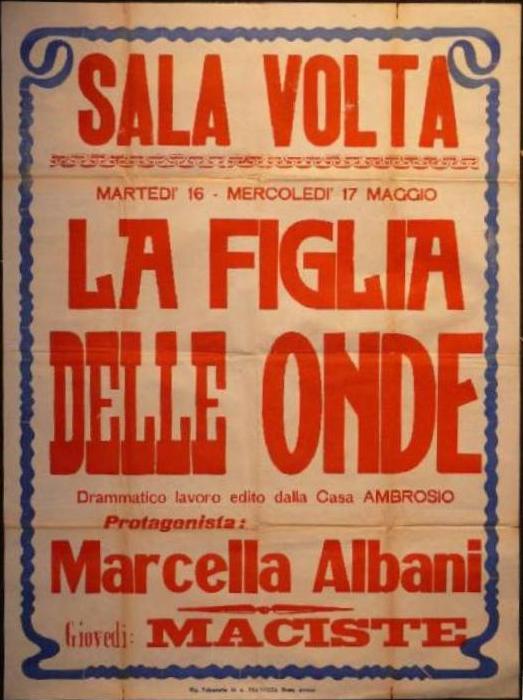 SALA VOLTA
MARTEDI' 16 - MERCOLEDI' 17 MAGGIO
LA FIGLIA
DELLE ONDE
Drammatico lavoro edito dalla Casa AMBROSIO
Protagonista:
Marcella Albani
Giovedì: MACISTE